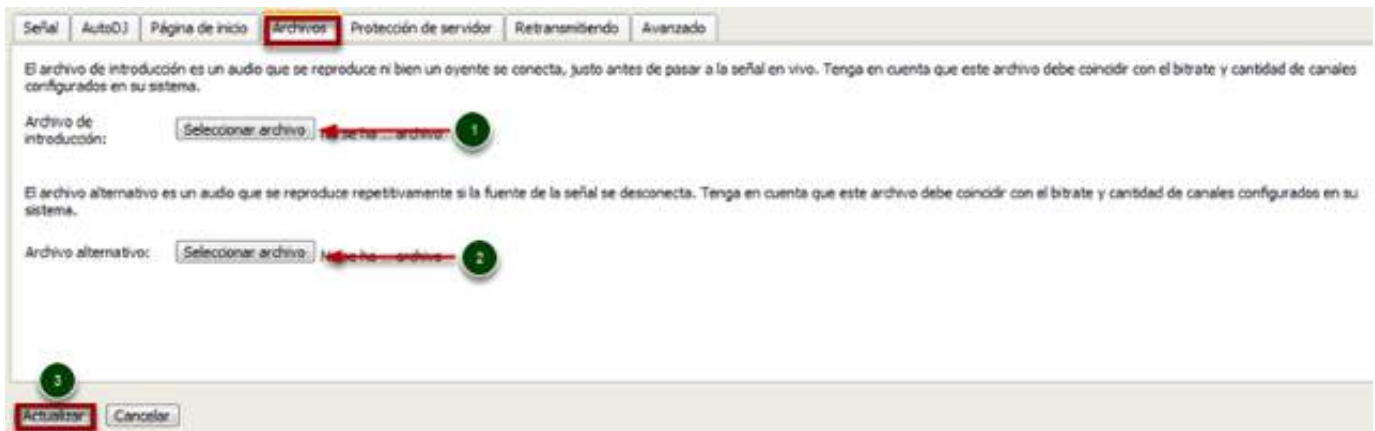 Señal AutoDJ Página de inicio Archivos Protección de servidor Retransmitiendo Avanzado
El archivo de introducción es un audio que se reproduce ni bien un oyente se conecta, justo antes de pasar a la señal en vivo. Tenga en cuenta que este archivo debe coincidir con el bitrate y cantidad de canales
configurados en su sistema.
Archivo de
introducción: Seleccionar archivo se ha ... archivo 1
El archivo alternativo es un audio que se reproduce repetitivamente si la fuente de la señal se desconecta. Tenga en cuenta que este archivo debe coincidir con el bitrate y cantidad de canales configurados en su
sistema.
Archivo alternativo: Seleccionar archivo ha ... archivo 2
3
Actualizar Cancelar